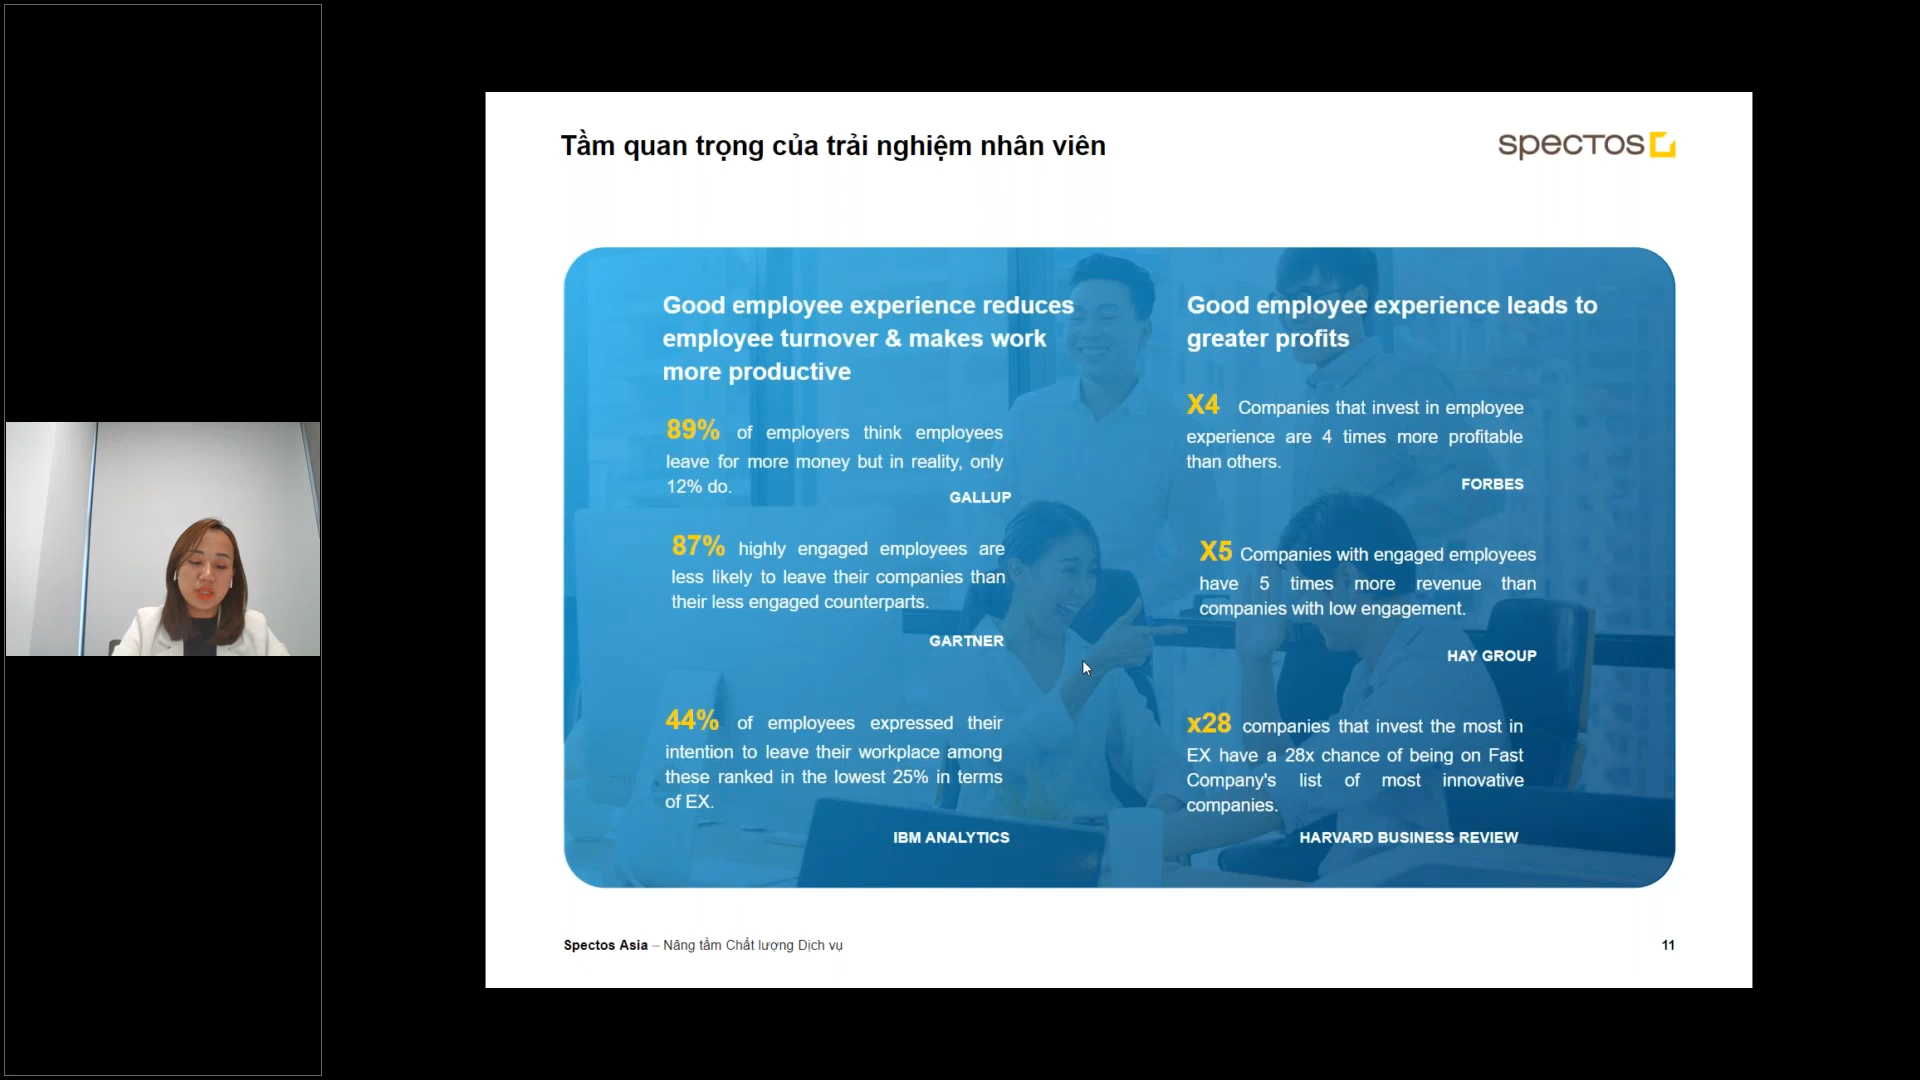 Tầm quan trọng của trải nghiệm nhân viên
spectos
Good employee experience reduces
employee turnover & makes work
more productive
89% of employers think employees
leave for more money but in reality, only
12% do.
GALLUP
87% highly engaged employees are
less likely to leave their companies than
their less engaged counterparts.
GARTNER
44% of employees expressed their
intention to leave their workplace among
these ranked in the lowest 25% in terms
of EX.
IBM ANALYTICS
Good employee experience leads to
greater profits
X4 Companies that invest in employee
experience are 4 times more profitable
than others.
FORBES
X5 Companies with engaged employees
have 5 times more revenue than
companies with low engagement.
HAY GROUP
x28 companies that invest the most in
EX have a 28x chance of being on Fast
Company's list of most innovative
companies.
HARVARD BUSINESS REVIEW
Spectos Asia – Nâng tầm Chất lượng Dịch vụ
11